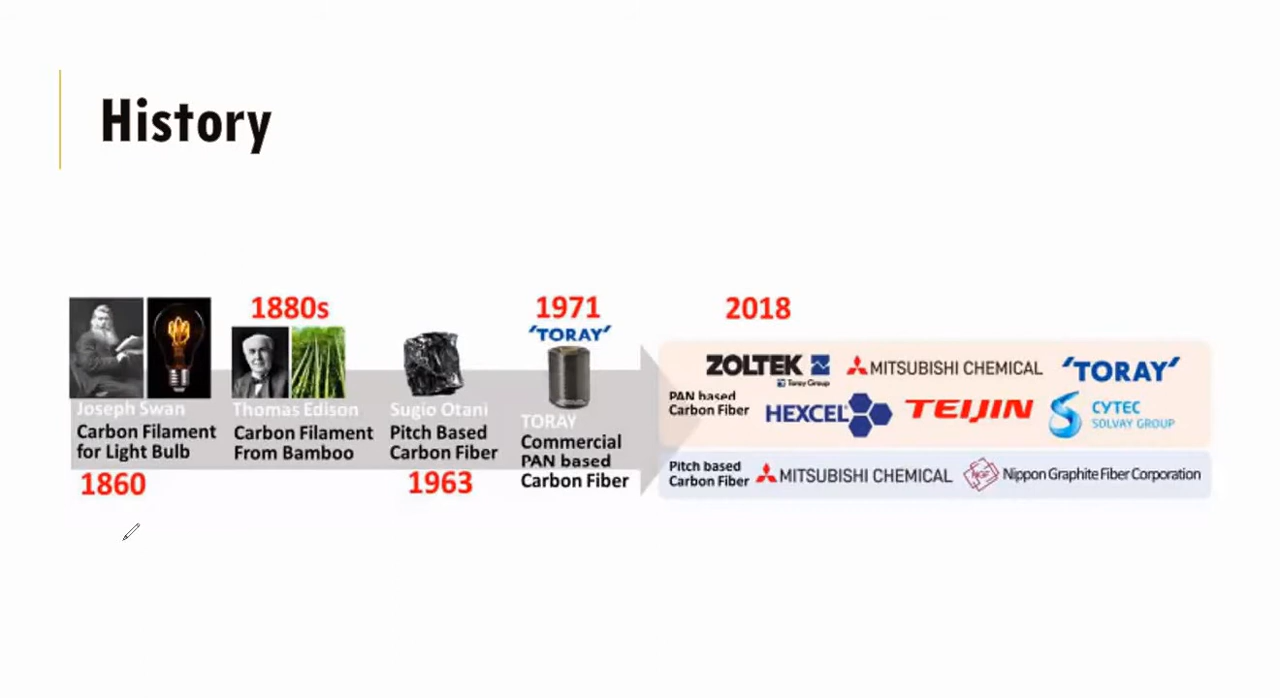 History
Joseph Swan
Carbon Filament
for Light Bulb
1860
1880s
Thomas Edison
Carbon Filament
From Bamboo
Sugio Otani
Pitch Based
Carbon Fiber
1963
1971
'TORAY'
TORAY
Commercial
PAN based
Carbon Fiber
2018
PAN based
Carbon Fiber
ZOLTEK
Toray Group
MITSUBISHI CHEMICAL
'TORAY'
HEXCEL
TEIJIN
CYTEC
SOLVAY GROUP
Pitch based
Carbon Fiber
MITSUBISHI CHEMICAL
NGF
Nippon Graphite Fiber Corporation